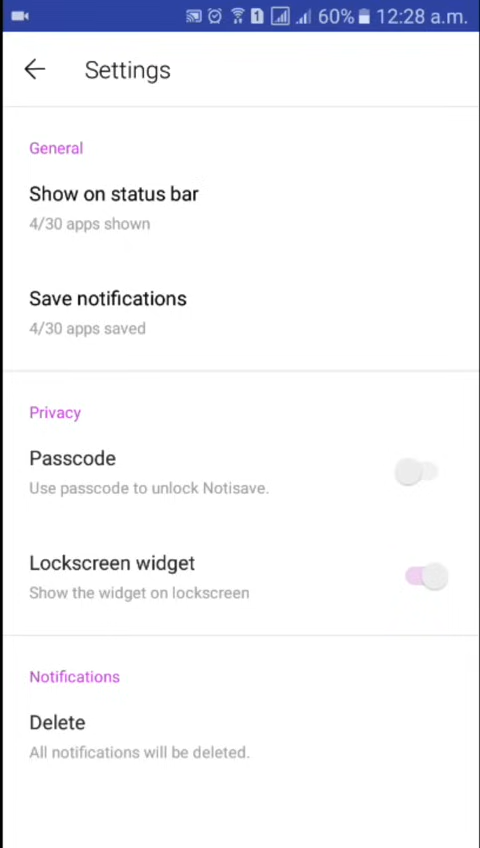 1 60% 12:28 a.m.
Settings
General
Show on status bar
4/30 apps shown
Save notifications
4/30 apps saved
Privacy
Passcode
Use passcode to unlock Notisave.
Lockscreen widget
Show the widget on lockscreen
Notifications
Delete
All notifications will be deleted.